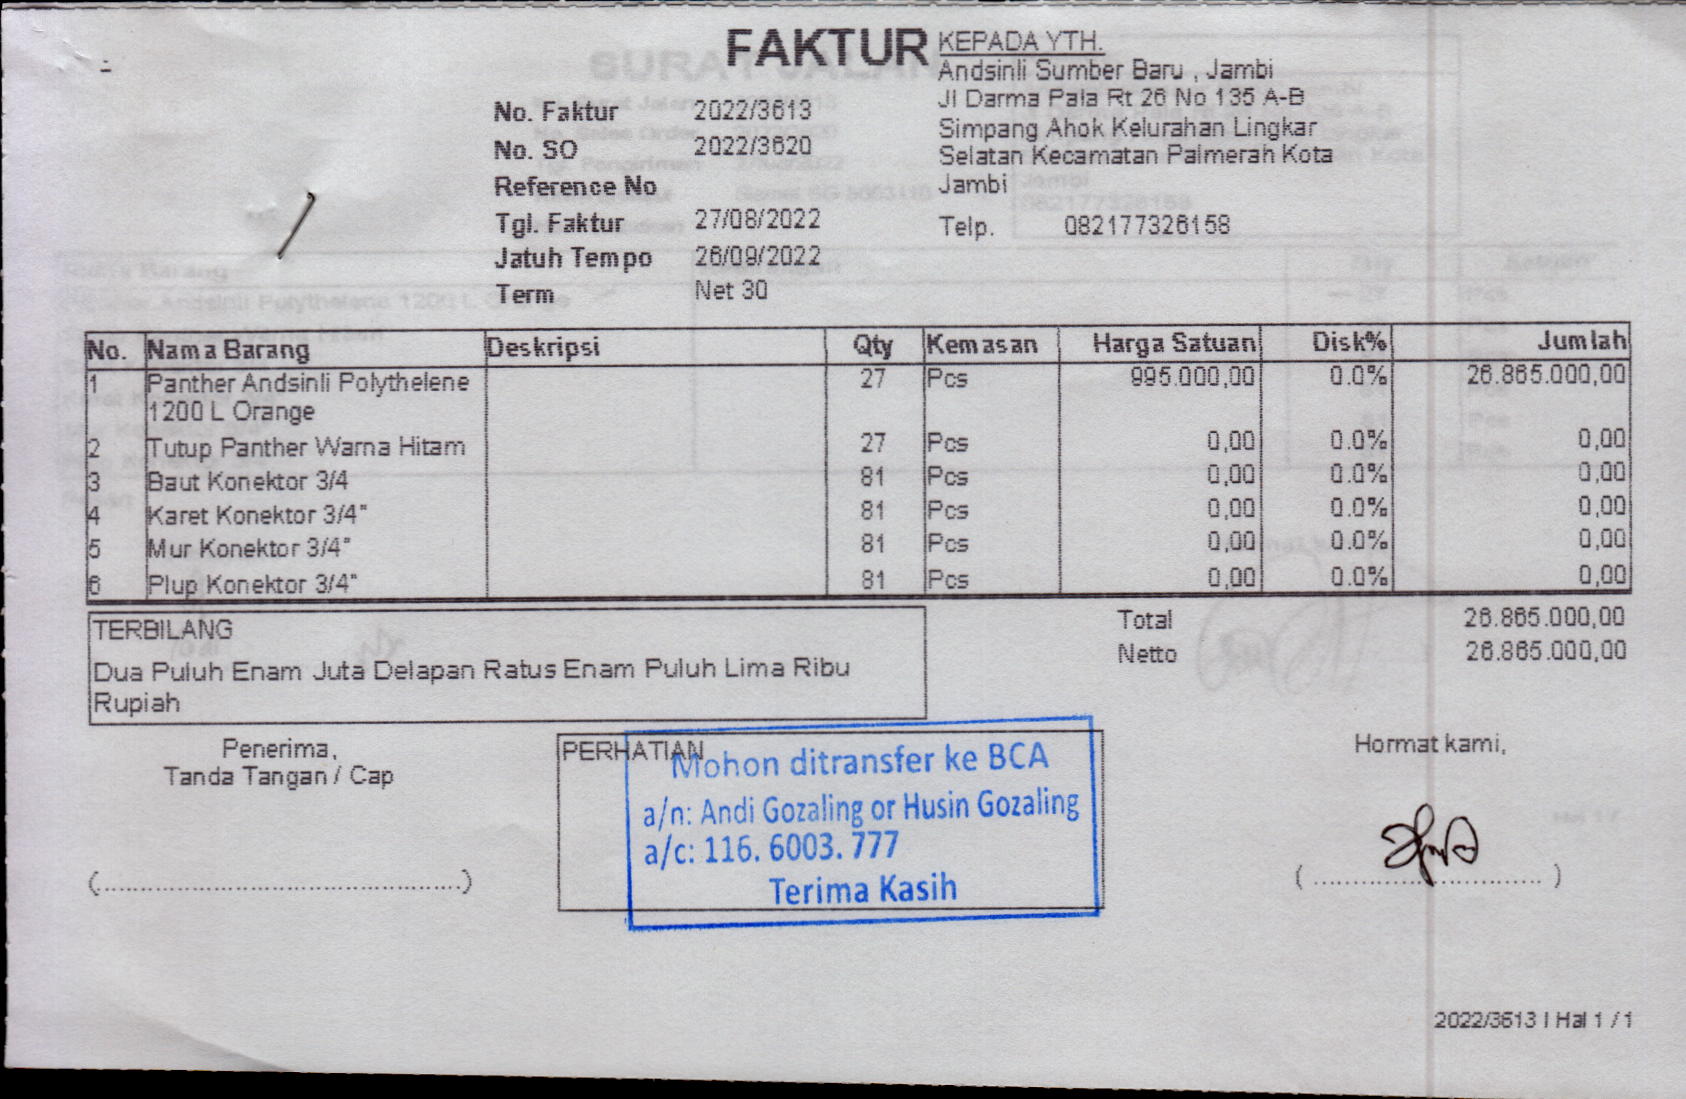 FAKTUR
No. Faktur 2022/3613
No. SO 2022/3620
Reference No
Tgl. Faktur 27/08/2022
Jatuh Tempo 26/09/2022
Term Net 30
KEPADA YTH.
Andsinli Sumber Baru , Jambi
Jl Darma Pala Rt 26 No 135 A-B
Simpang Ahok Kelurahan Lingkar
Selatan Kecamatan Palmerah Kota
Jambi
Telp. 082177326158
No. Nama Barang Deskripsi Qty Kemasan Harga Satuan Disk% Jumlah
1 Panther Andsinli Polythelene 27 Pcs 995.000,00 0.0% 26.865.000,00
1200 L Orange
2 Tutup Panther Warna Hitam 27 Pcs 0,00 0.0% 0,00
3 Baut Konektor 3/4 81 Pcs 0,00 0.0% 0,00
4 Karet Konektor 3/4" 81 Pcs 0,00 0.0% 0,00
5 Mur Konektor 3/4" 81 Pcs 0,00 0.0% 0,00
6 Plup Konektor 3/4" 81 Pcs 0,00 0.0% 0,00
TERBILANG
Dua Puluh Enam Juta Delapan Ratus Enam Puluh Lima Ribu
Rupiah
Total 26.865.000,00
Netto 26.865.000,00
Penerima,
Tanda Tangan / Cap
(..............................................)
PERHATIAN
Mohon ditransfer ke BCA
a/n: Andi Gozaling or Husin Gozaling
a/c: 116. 6003. 777
Terima Kasih
Hormat kami,
( ............................. )
2022/3613 | Hal 1 / 1